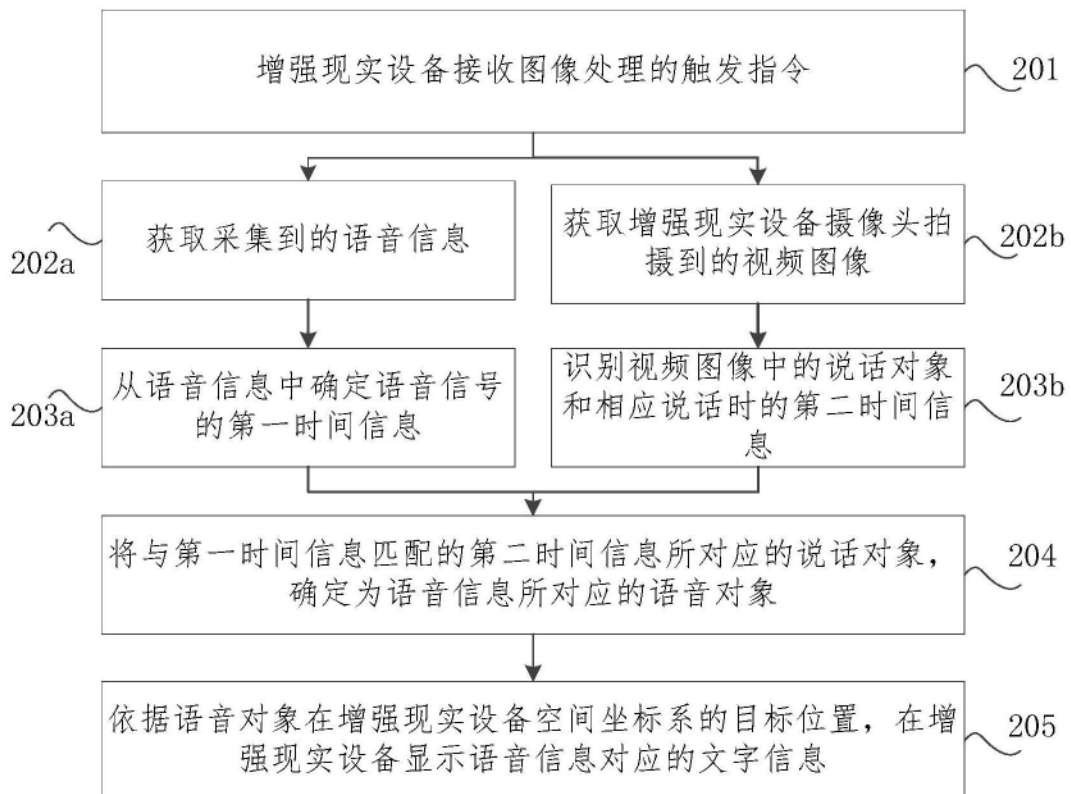 增强现实设备接收图像处理的触发指令
201
获取采集到的语音信息
202a
获取增强现实设备摄像头拍
摄到的视频图像
202b
从语音信息中确定语音信号
的第一时间信息
203a
识别视频图像中的说话对象
和相应说话时的第二时间信
息
203b
将与第一时间信息匹配的第二时间信息所对应的说话对象，
确定为语音信息所对应的语音对象
204
依据语音对象在增强现实设备空间坐标系的目标位置，在增
强现实设备显示语音信息对应的文字信息
205